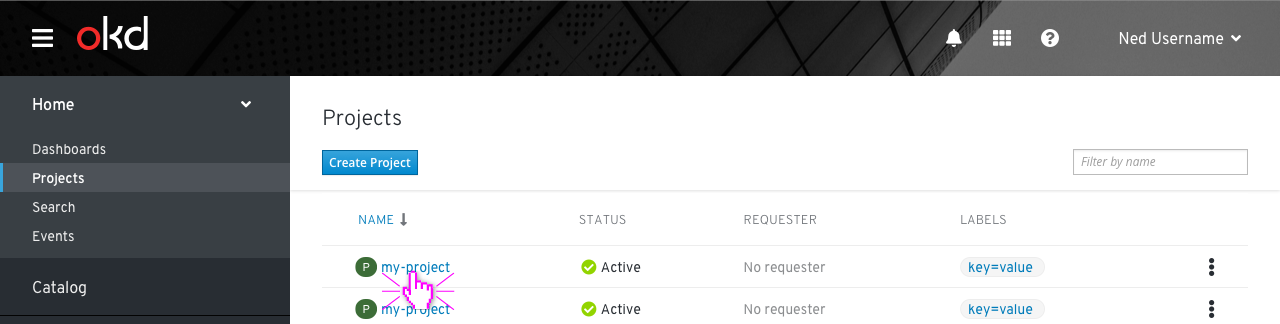 okd
Ned Username
Home
Dashboards
Projects
Search
Events
Catalog
Projects
Create Project
Filter by name
NAME STATUS REQUESTER LABELS
P my-project Active No requester key=value
P my-project Active No requester key=value